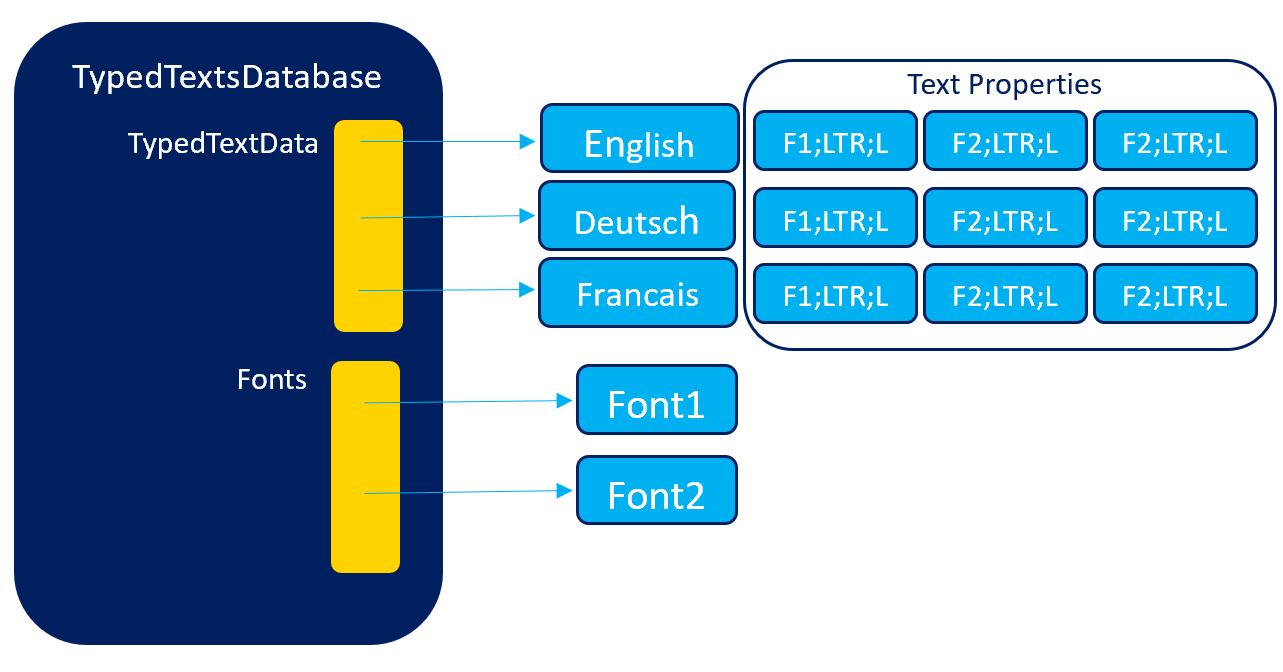 TypedTextsDatabase
TypedTextData
Text Properties
English F1;LTR;L F2;LTR;L F2;LTR;L
Deutsch F1;LTR;L F2;LTR;L F2;LTR;L
Francais F1;LTR;L F2;LTR;L F2;LTR;L
Fonts
Font1
Font2